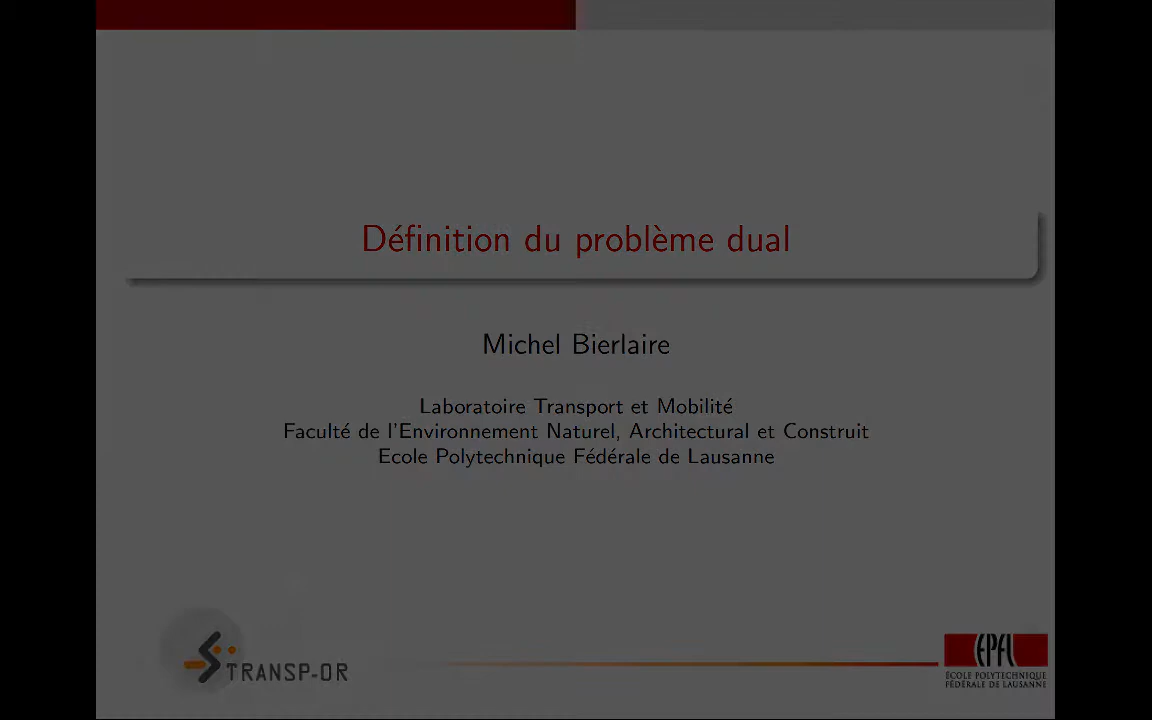 Définition du problème dual
Michel Bierlaire
Laboratoire Transport et Mobilité
Faculté de l'Environnement Naturel, Architectural et Construit
Ecole Polytechnique Fédérale de Lausanne
TRANSP-OR
EPFL
ÉCOLE POLYTECHNIQUE
FÉDÉRALE DE LAUSANNE